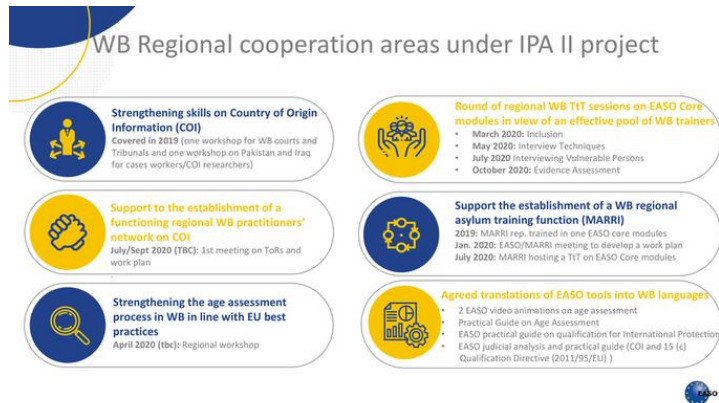 WB Regional cooperation areas under IPA II project
Strengthening skills on Country of Origin
Information (COI)
Covered in 2019 (one workshop for WB courts and
Tribunals and one workshop on Pakistan and Iraq
for cases workers/COI researchers)
Support to the establishment of a
functioning regional WB practitioners'
network on COI
July/Sept 2020 (TBC): 1st meeting on ToRs and
work plan
Strengthening the age assessment
process in WB in line with EU best
practices
April 2020 (tbc): Regional workshop
Round of regional WB TtT sessions on EASO Core
modules in view of an effective pool of WB trainers
• March 2020: Inclusion
• May 2020: Interview Techniques
• July 2020 Interviewing Vulnerable Persons
• October 2020: Evidence Assessment
Support the establishment of a WB regional
asylum training function (MARRI)
2019: MARRI rep. trained in one EASO core modules
Jan. 2020: EASO/MARRI meeting to develop a work plan
July 2020: MARRI hosting a TtT on EASO Core modules
Agreed translations of EASO tools into WB languages
• 2 EASO video animations on age assessment
• Practical Guide on Age Assessment
• EASO practical guide on qualification for International Protection
• EASO judicial analysis and practical guide (COI and 15 (c)
Qualification Directive (2011/95/EU) )
EASO